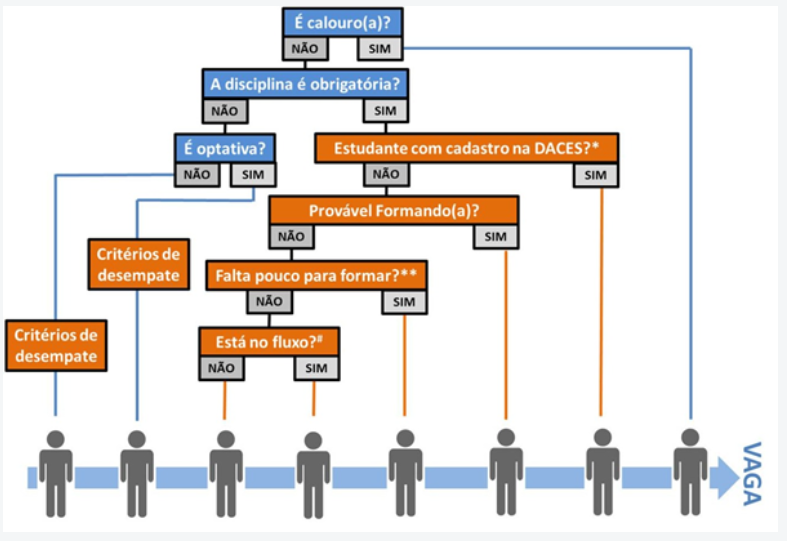 É calouro(a)?
NÃO SIM
A disciplina é obrigatória?
NÃO SIM
É optativa?
NÃO SIM
Estudante com cadastro na DACES?*
NÃO SIM
Provável Formando(a)?
NÃO SIM
Critérios de
desempate
Falta pouco para formar?**
NÃO SIM
Critérios de
desempate
Está no fluxo?#
NÃO SIM
VAGA